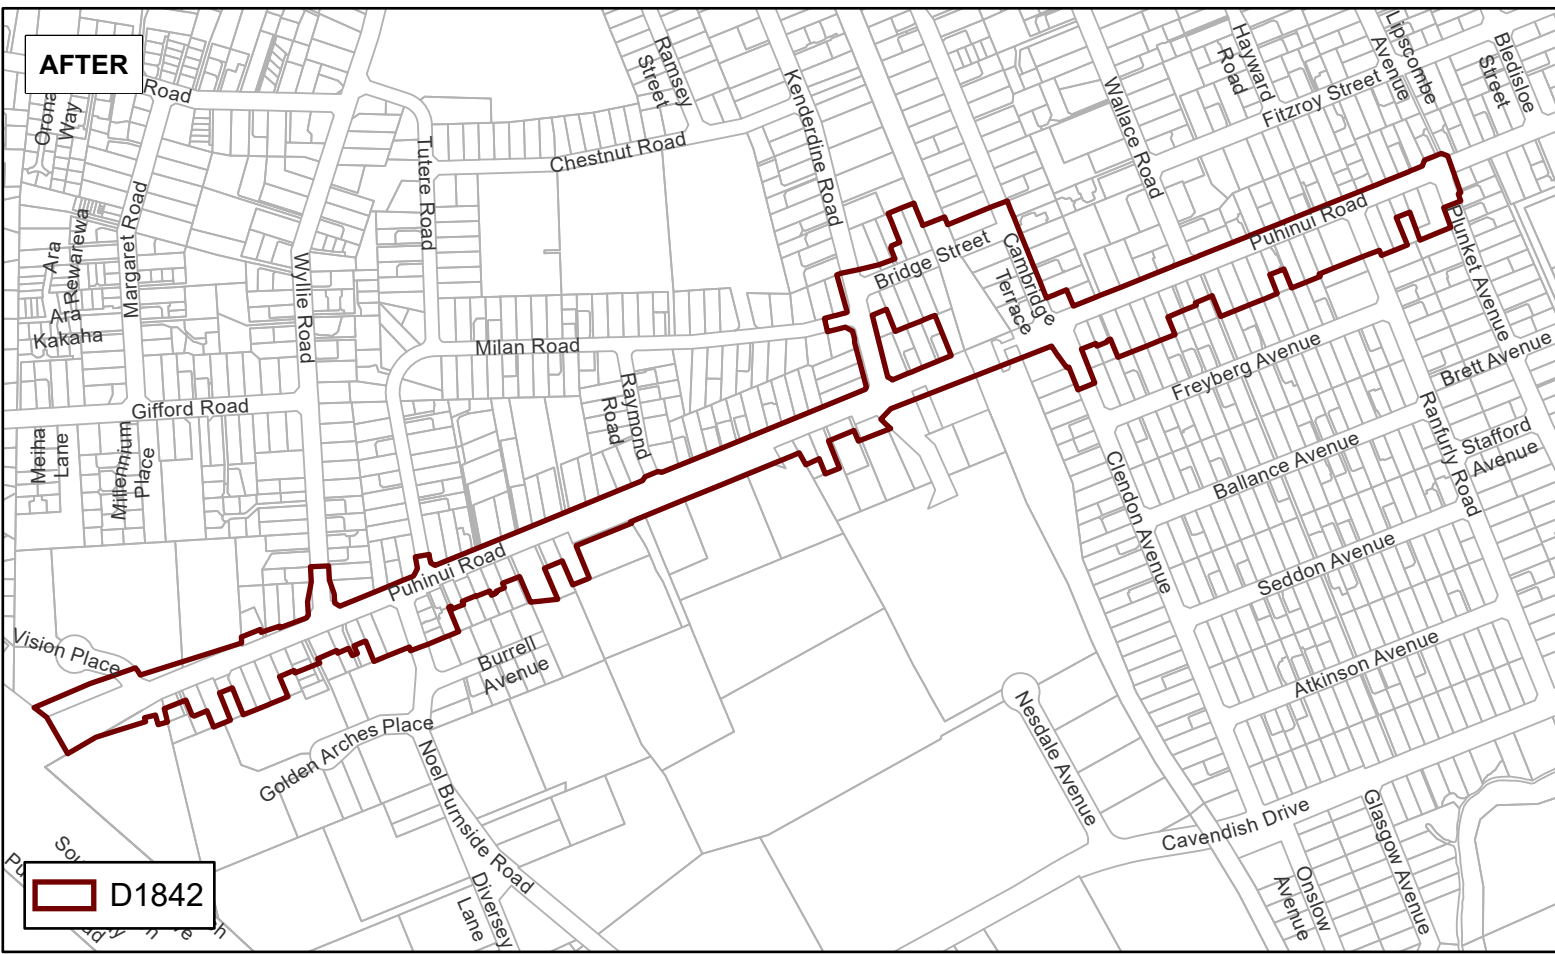 AFTER
Road
Orona
Way
Ramsey
Street
Kenderdine Road
Wallace Road
Hayward
Road
Lipscombe
Avenue
Bledisloe
Street
Fitzroy Street
Tutere Road
Chestnut Road
Margaret Road
Ara
Rewarewa
Ara
Kakaha
Wyllie Road
Bridge Street
Cambridge
Terrace
Puhinui Road
Plunket Avenue
Milan Road
Raymond
Road
Gifford Road
Meiha
Lane
Millennium
Place
Freyberg Avenue
Brett Avenue
Ballance Avenue
Ranfurly Road
Stafford
Avenue
Clendon Avenue
Seddon Avenue
Puhinui Road
Vision Place
Burrell
Avenue
Atkinson Avenue
Golden Arches Place
Noel Burnside Road
Nesdale Avenue
Cavendish Drive
Glasgow Avenue
Onslow
Avenue
Diversey
Lane
D1842